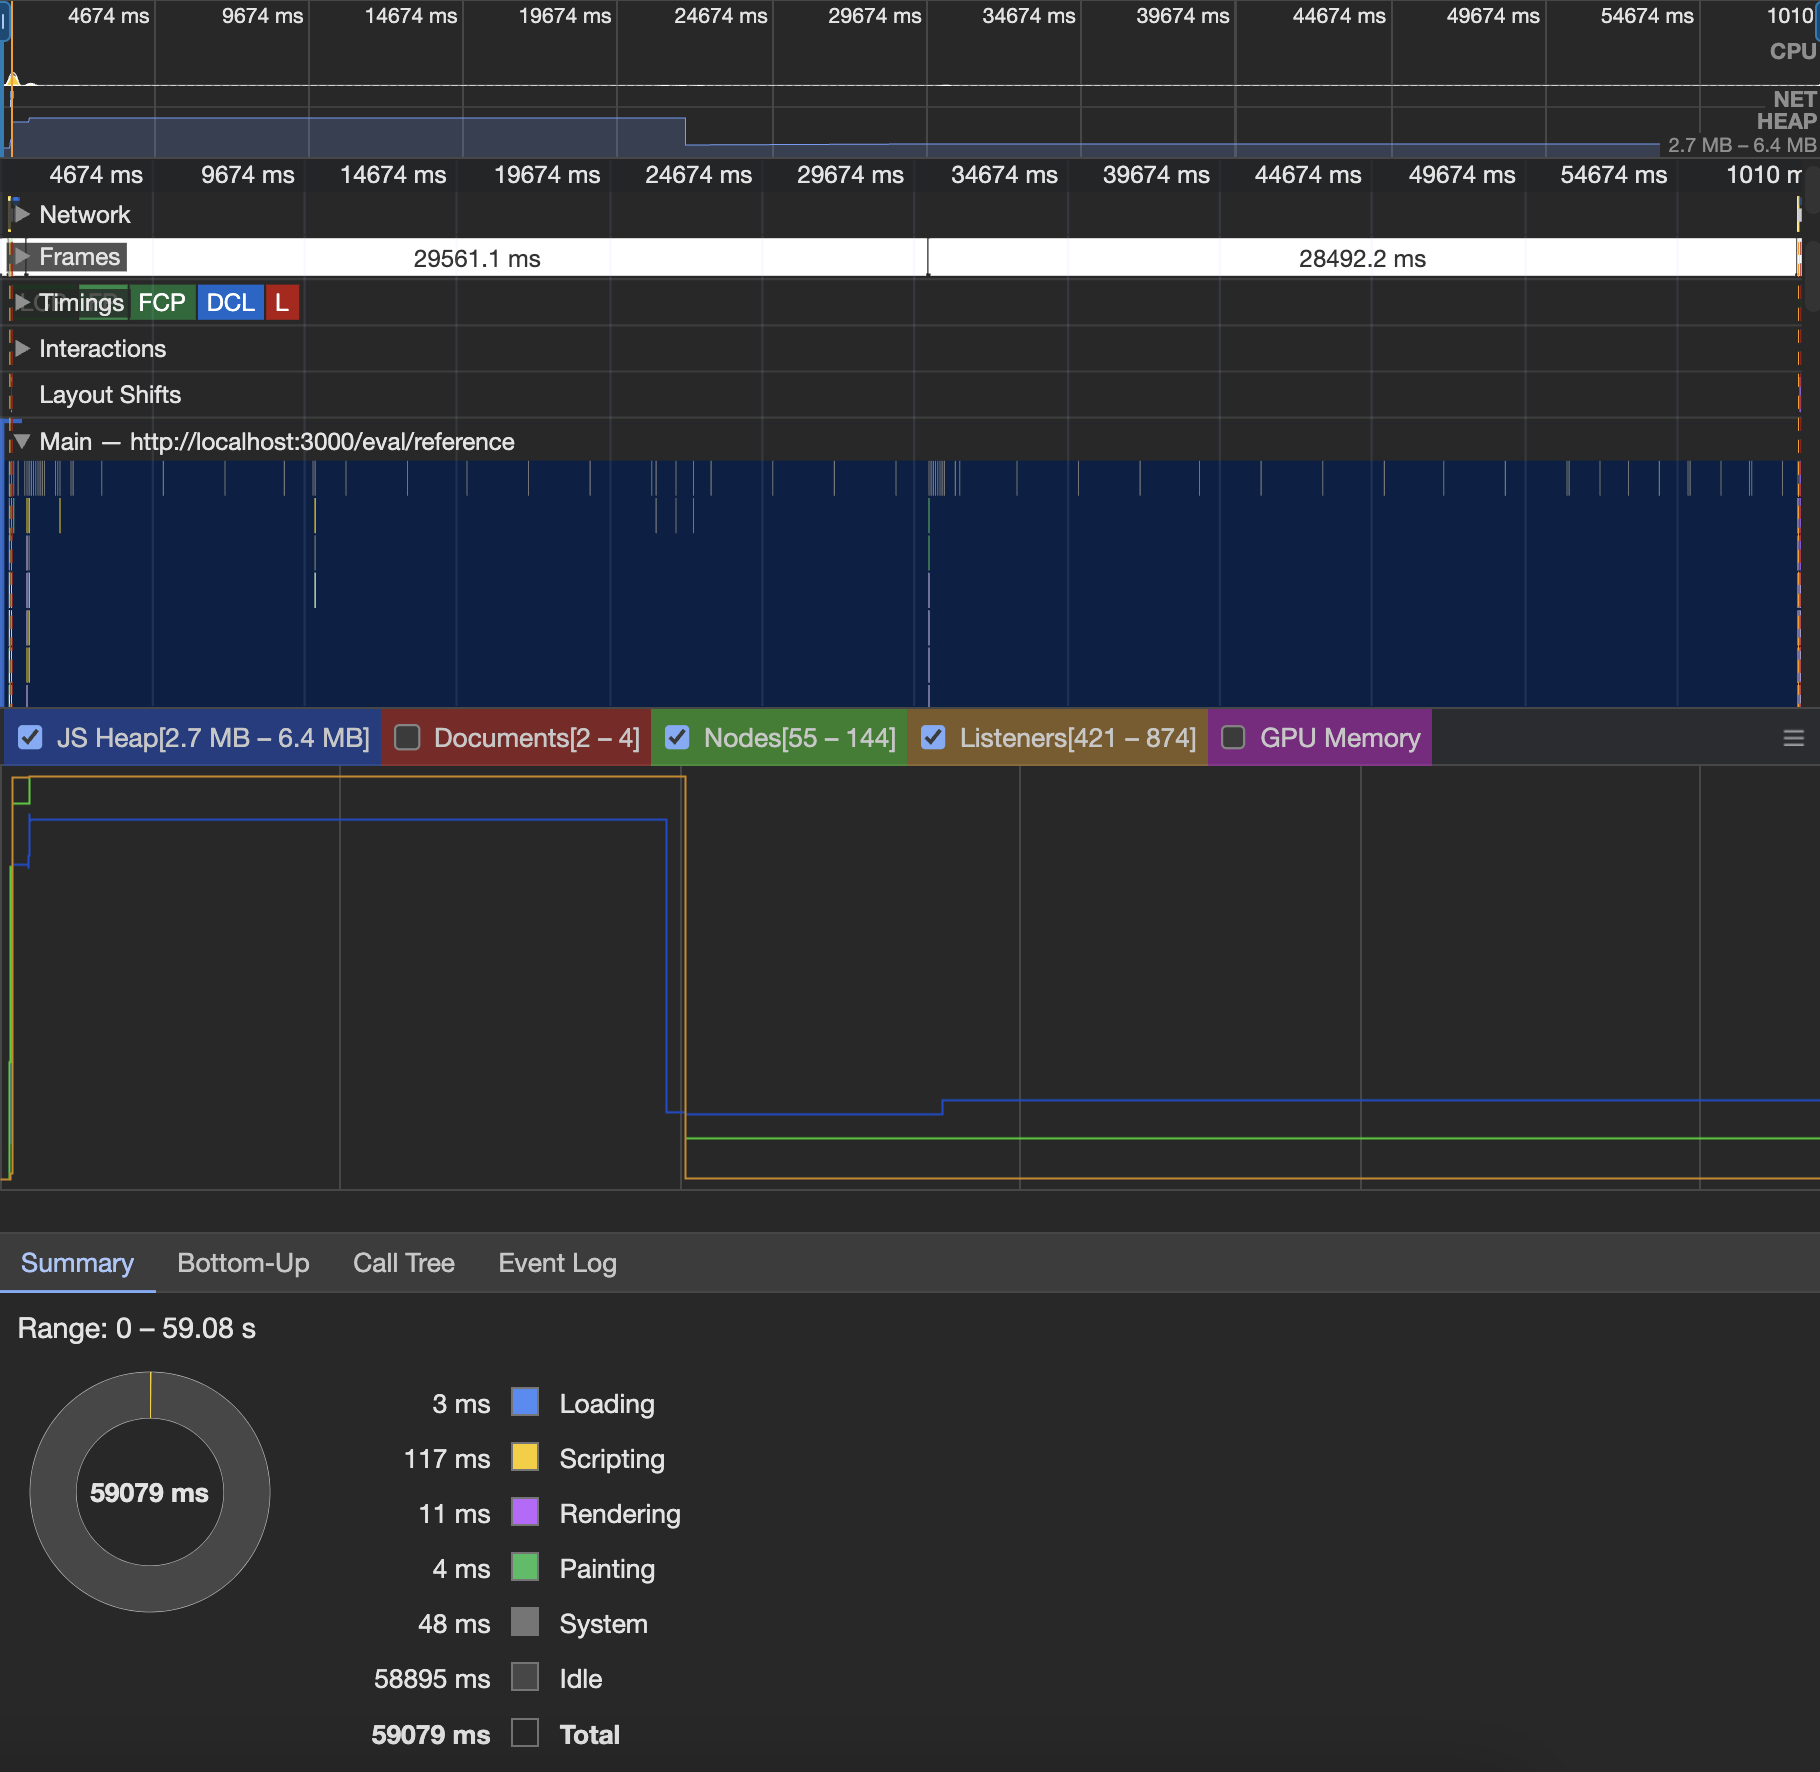 4674 ms 9674 ms 14674 ms 19674 ms 24674 ms 29674 ms 34674 ms 39674 ms 44674 ms 49674 ms 54674 ms 1010
CPU
NET
HEAP
2.7 MB – 6.4 MB
4674 ms 9674 ms 14674 ms 19674 ms 24674 ms 29674 ms 34674 ms 39674 ms 44674 ms 49674 ms 54674 ms 1010 m
Network
Frames 29561.1 ms 28492.2 ms
Timings FCP DCL L
Interactions
Layout Shifts
Main — http://localhost:3000/eval/reference
JS Heap[2.7 MB – 6.4 MB] Documents[2 – 4] Nodes[55 – 144] Listeners[421 – 874] GPU Memory
Summary Bottom-Up Call Tree Event Log
Range: 0 – 59.08 s
59079 ms
3 ms Loading
117 ms Scripting
11 ms Rendering
4 ms Painting
48 ms System
58895 ms Idle
59079 ms Total